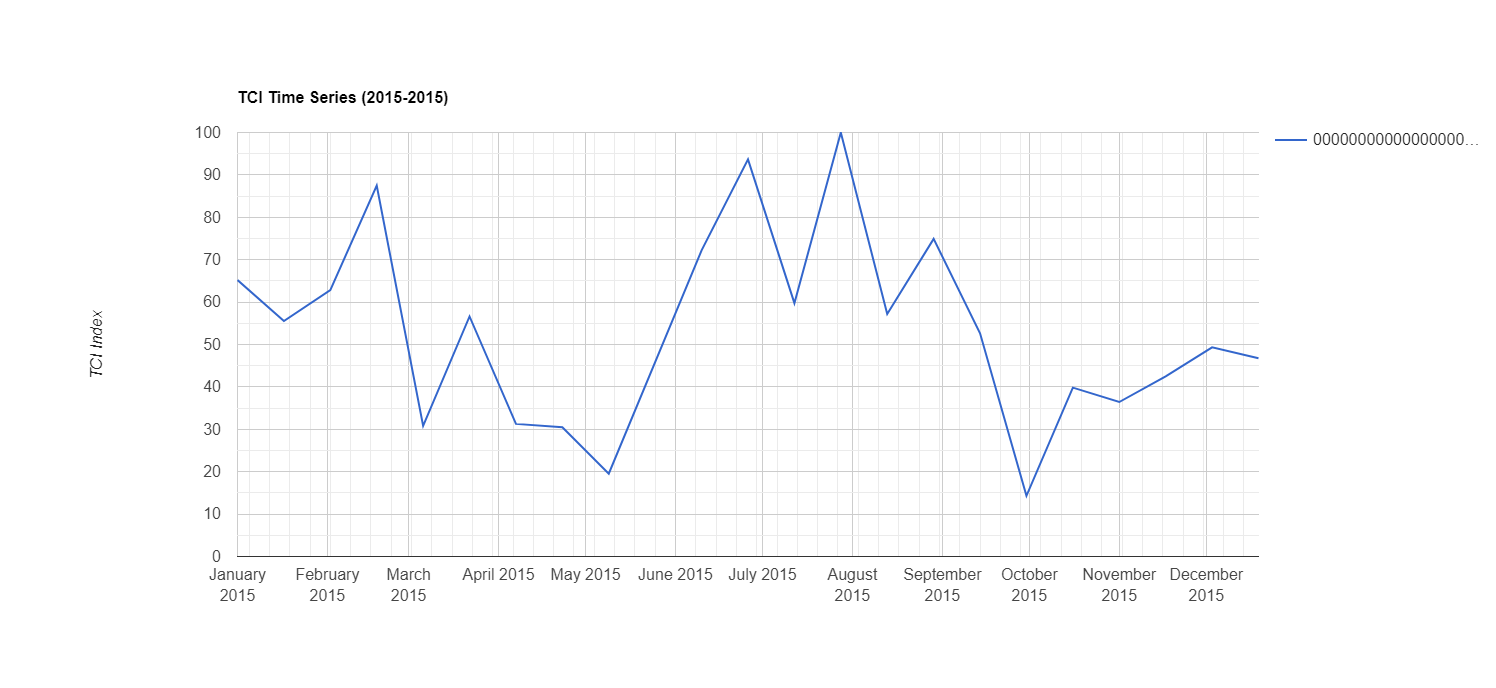 TCI Time Series (2015-2015)
00000000000000000...
100
90
80
70
60
50
40
30
20
10
0
TCI Index
January
2015
February
2015
March
2015
April 2015
May 2015
June 2015
July 2015
August
2015
September
2015
October
2015
November
2015
December
2015